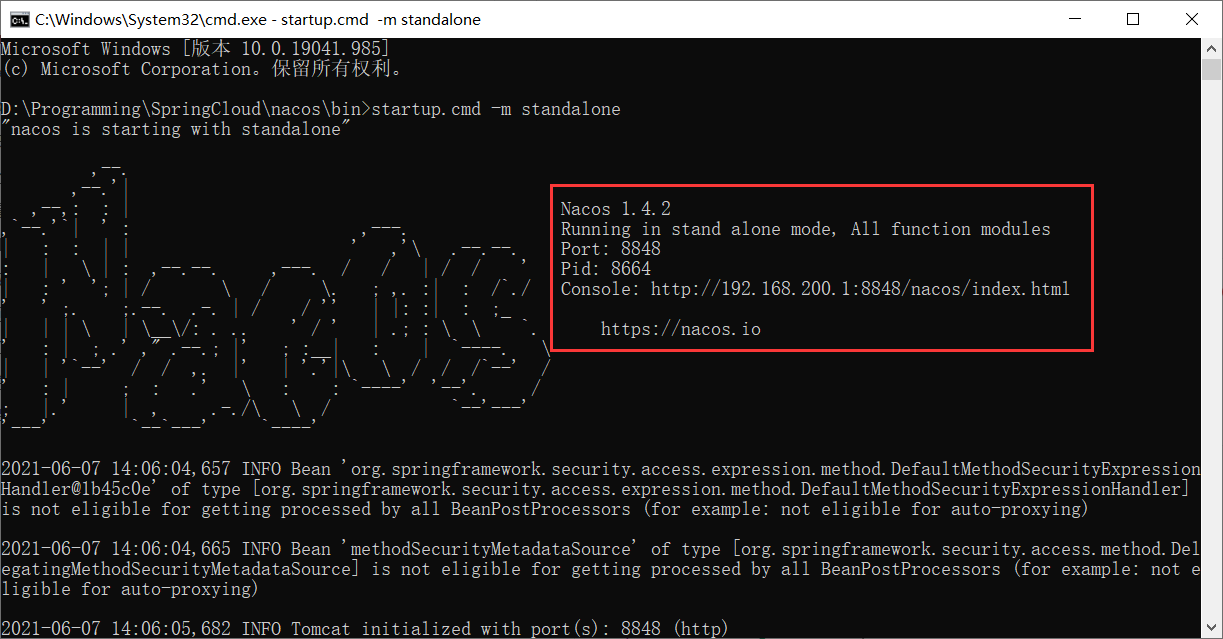 C:\Windows\System32\cmd.exe - startup.cmd  -m standalone
Microsoft Windows [版本 10.0.19041.985]
(c) Microsoft Corporation。保留所有权利。
D:\Programming\SpringCloud\nacos\bin>startup.cmd -m standalone
"nacos is starting with standalone"
Nacos 1.4.2
Running in stand alone mode, All function modules
Port: 8848
Pid: 8664
Console: http://192.168.200.1:8848/nacos/index.html
https://nacos.io
2021-06-07 14:06:04,657 INFO Bean 'org.springframework.security.access.expression.method.DefaultMethodSecurityExpression
Handler@1b45c0e' of type [org.springframework.security.access.expression.method.DefaultMethodSecurityExpressionHandler]
is not eligible for getting processed by all BeanPostProcessors (for example: not eligible for auto-proxying)
2021-06-07 14:06:04,665 INFO Bean 'methodSecurityMetadataSource' of type [org.springframework.security.access.method.Del
egatingMethodSecurityMetadataSource] is not eligible for getting processed by all BeanPostProcessors (for example: not e
ligible for auto-proxying)
2021-06-07 14:06:05,682 INFO Tomcat initialized with port(s): 8848 (http)